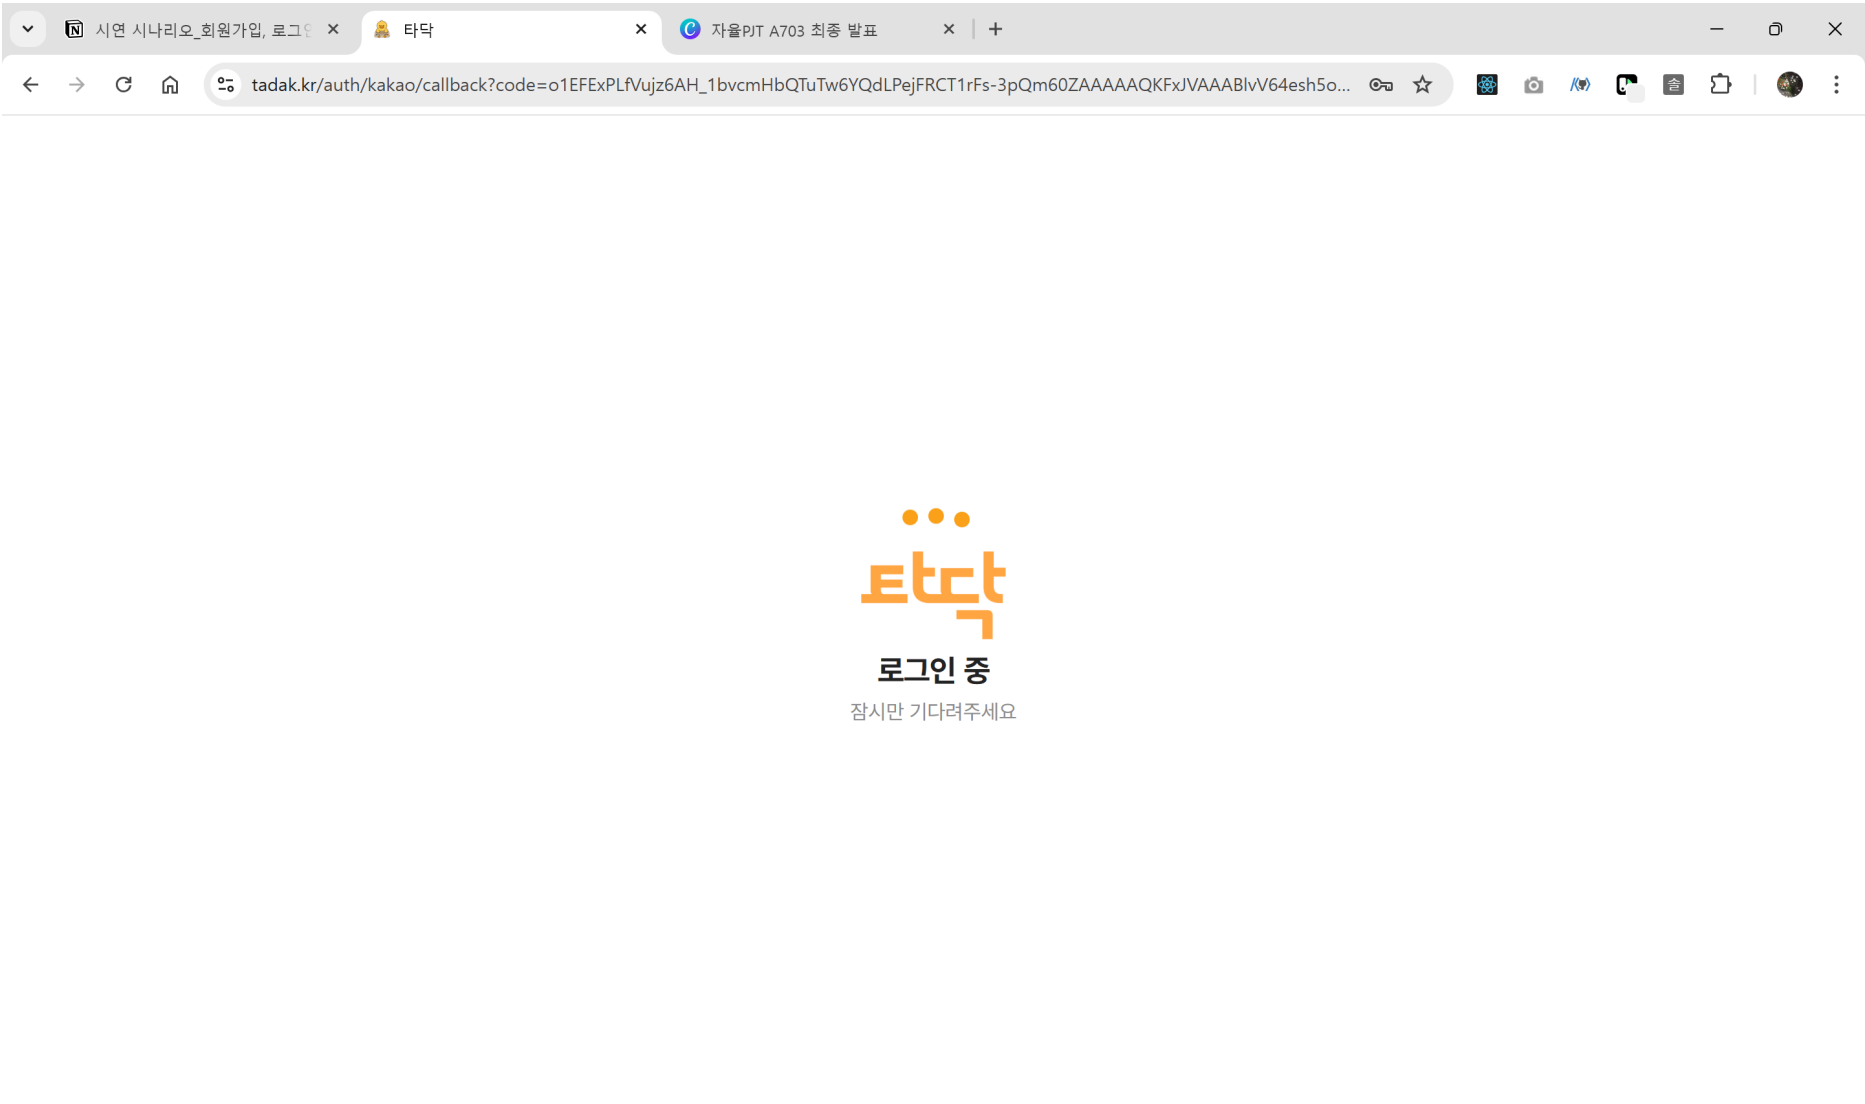 시연 시나리오_회원가입, 로그인
타닥
자율PJT A703 최종 발표
tadak.kr/auth/kakao/callback?code=o1EFExPLfVujz6AH_1bvcmHbQTuTw6YQdLPejFRCT1rFs-3pQm60ZAAAAAQKFxJVAAABlvV64esh5o...
솔
타닥
로그인 중
잠시만 기다려주세요